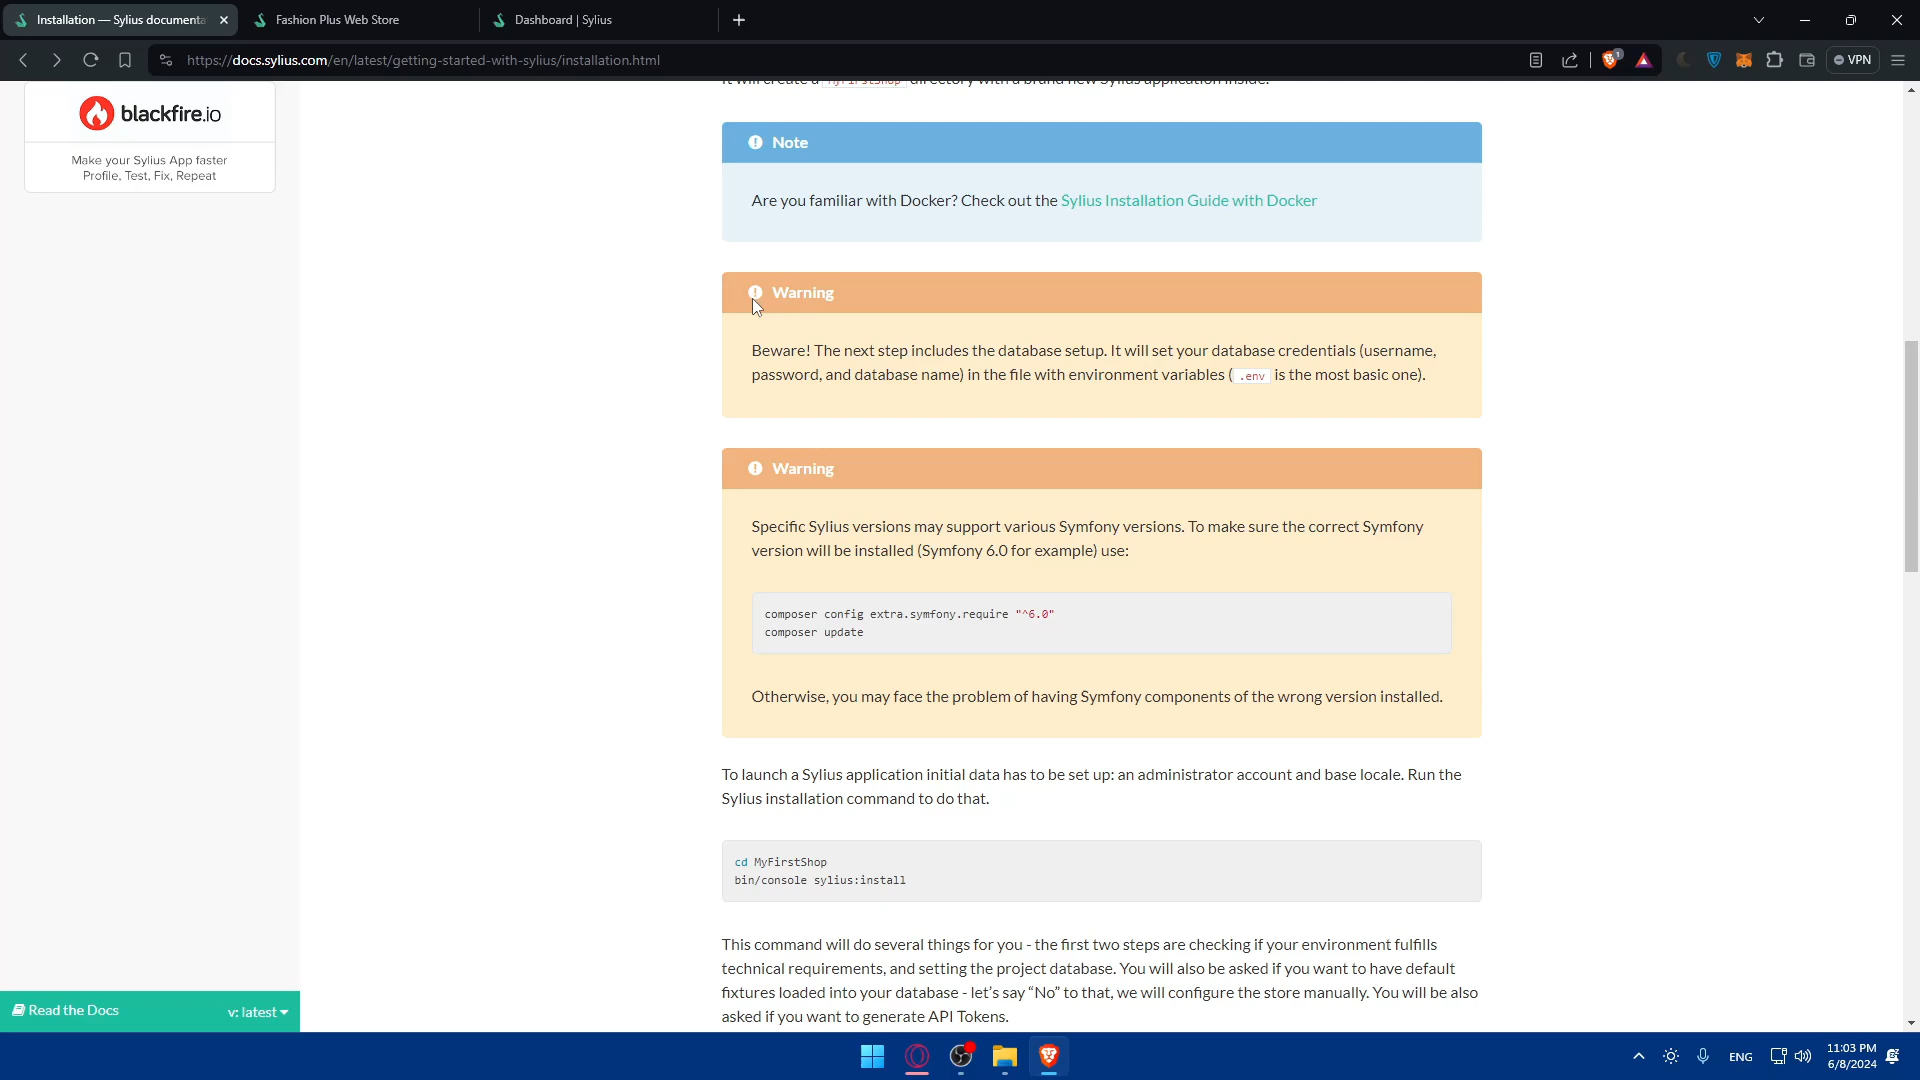 Installation — Sylius documenta
Fashion Plus Web Store
Dashboard | Sylius
https://docs.sylius.com/en/latest/getting-started-with-sylius/installation.html
1
VPN
blackfire.io
Make your Sylius App faster
Profile, Test, Fix, Repeat
It will create a MyFirstShop directory with a brand new Sylius application inside.
Note
Are you familiar with Docker? Check out the Sylius Installation Guide with Docker
Warning
Beware! The next step includes the database setup. It will set your database credentials (username,
password, and database name) in the file with environment variables ( .env is the most basic one).
Warning
Specific Sylius versions may support various Symfony versions. To make sure the correct Symfony
version will be installed (Symfony 6.0 for example) use:
composer config extra.symfony.require "^6.0"
composer update
Otherwise, you may face the problem of having Symfony components of the wrong version installed.
To launch a Sylius application initial data has to be set up: an administrator account and base locale. Run the
Sylius installation command to do that.
cd MyFirstShop
bin/console sylius:install
This command will do several things for you - the first two steps are checking if your environment fulfills
technical requirements, and setting the project database. You will also be asked if you want to have default
fixtures loaded into your database - let’s say “No” to that, we will configure the store manually. You will be also
asked if you want to generate API Tokens.
Read the Docs
v: latest
ENG
11:03 PM
6/8/2024